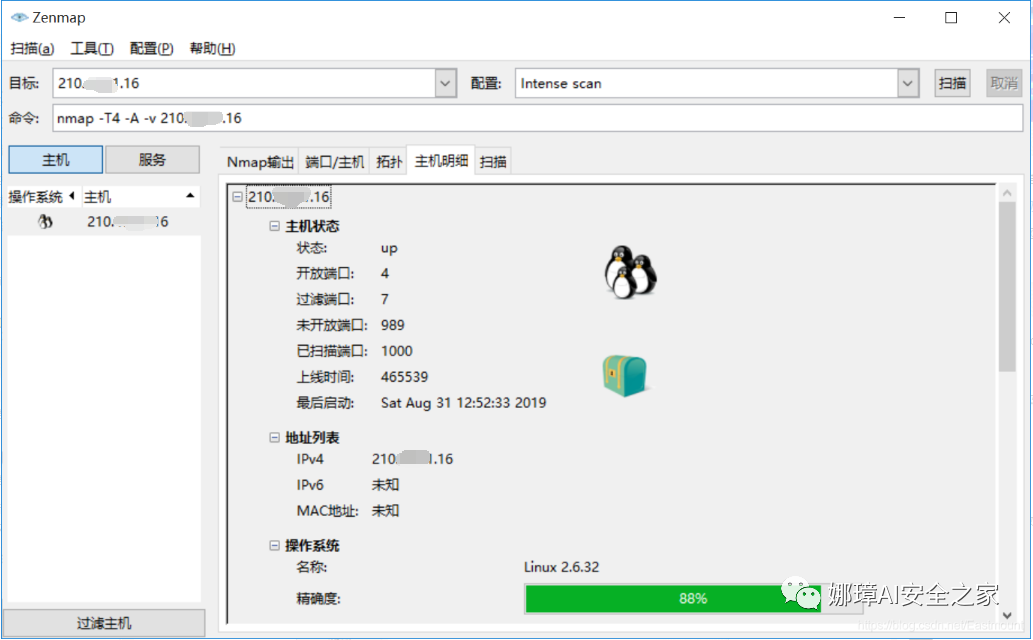 Zenmap
扫描(a) 工具(T) 配置(P) 帮助(H)
目标: 210. 1.16 配置: Intense scan 扫描 取消
命令: nmap -T4 -A -v 210. .16
主机 服务
Nmap输出 端口/主机 拓扑 主机明细 扫描
操作系统 主机
210. 6
210. .16
主机状态
状态: up
开放端口: 4
过滤端口: 7
未开放端口: 989
已扫描端口: 1000
上线时间: 465539
最后启动: Sat Aug 31 12:52:33 2019
地址列表
IPv4 210. 1.16
IPv6 未知
MAC地址: 未知
操作系统
名称: Linux 2.6.32
精确度: 88%
过滤主机
娜璋AI安全之家